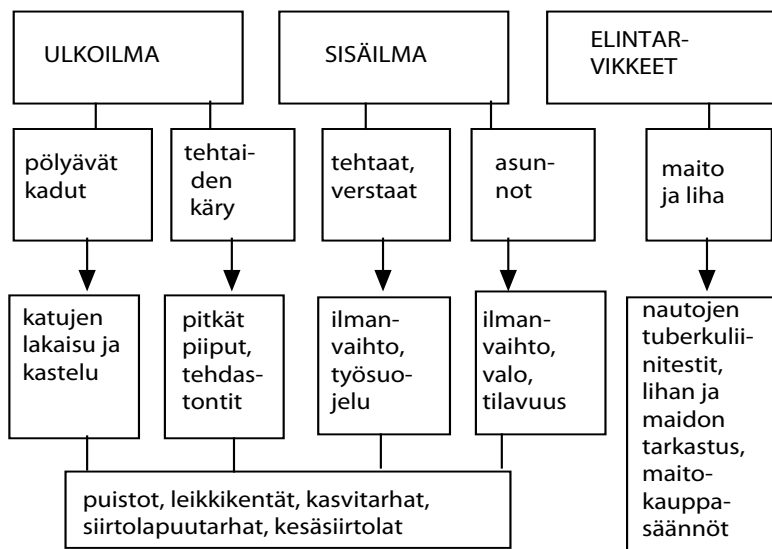 ULKOILMA
SISÄILMA
ELINTAR-
VIKKEET
pölyävät
kadut
tehtai-
den
käry
tehtaat,
verstaat
asun-
not
maito
ja liha
katujen
lakaisu ja
kastelu
pitkät
piiput,
tehdas-
tontit
ilman-
vaihto,
työsuo-
jelu
ilman-
vaihto,
valo,
tilavuus
nautojen
tuberkulii-
nitestit,
lihan ja
maidon
tarkastus,
maito-
kauppa-
säännöt
puistot, leikkikentät, kasvitarhat,
siirtolapuutarhat, kesäsiirtolat